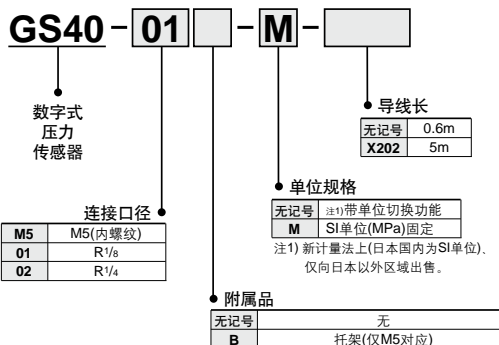 GS40-01-M-
数字式
压力
传感器
导线长
无记号 0.6m
X202 5m
单位规格
无记号 注1)带单位切换功能
M SI单位(MPa)固定
注1) 新计量法上(日本国内为SI单位)、
仅向日本以外区域出售。
连接口径
M5 M5(内螺纹)
01 R1/8
02 R1/4
附属品
无记号 无
B 托架(仅M5对应)